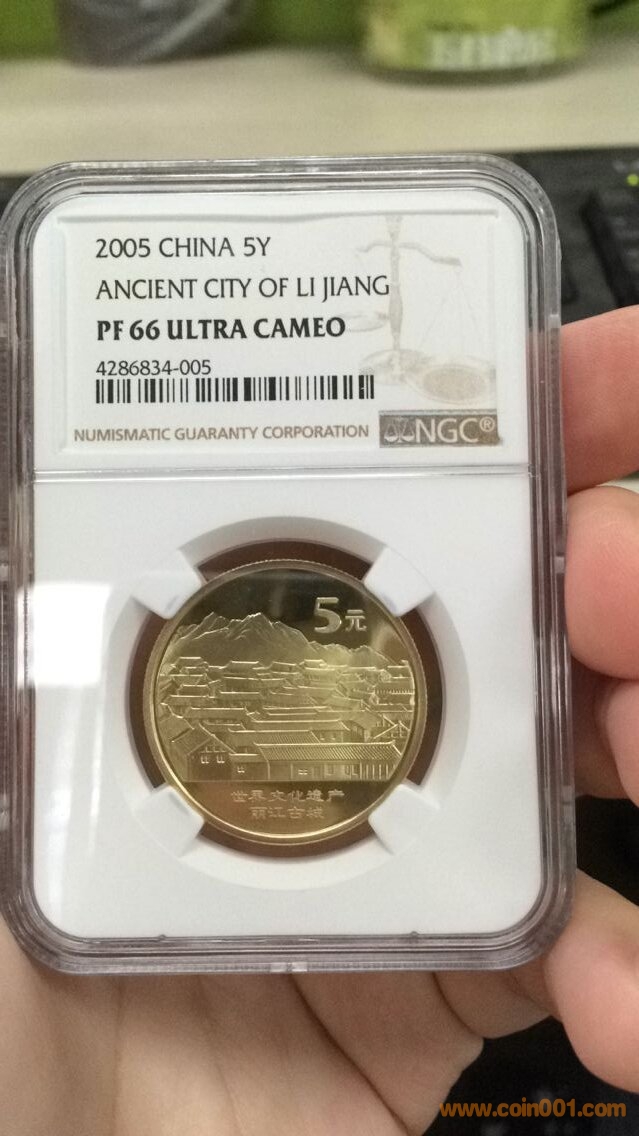 2005 CHINA 5Y
ANCIENT CITY OF LI JIANG
PF 66 ULTRA CAMEO
4286834-005
NUMISMATIC GUARANTY CORPORATION
NGC®
5元
世界文化遗产
丽江古城
www.coin001.com